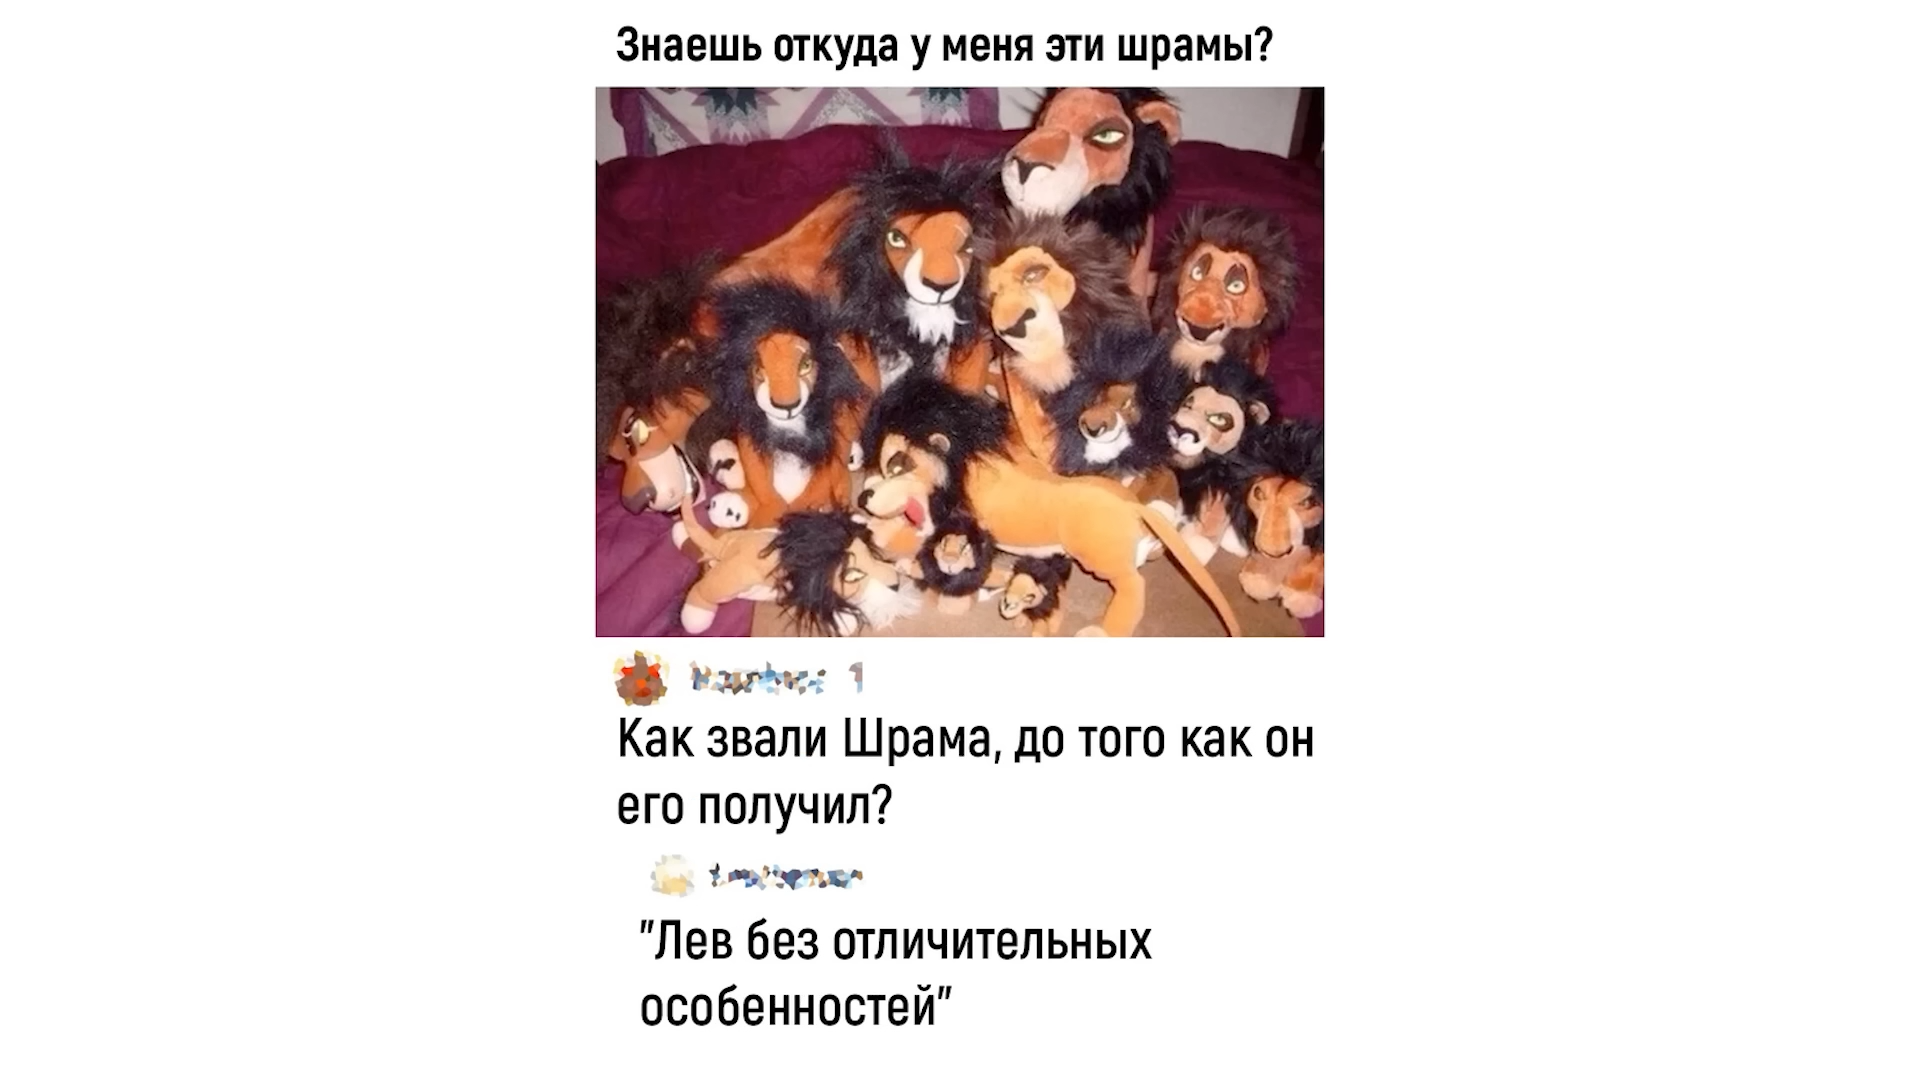 Знаешь откуда у меня эти шрамы?
Как звали Шрама, до того как он
его получил?
"Лев без отличительных
особенностей"